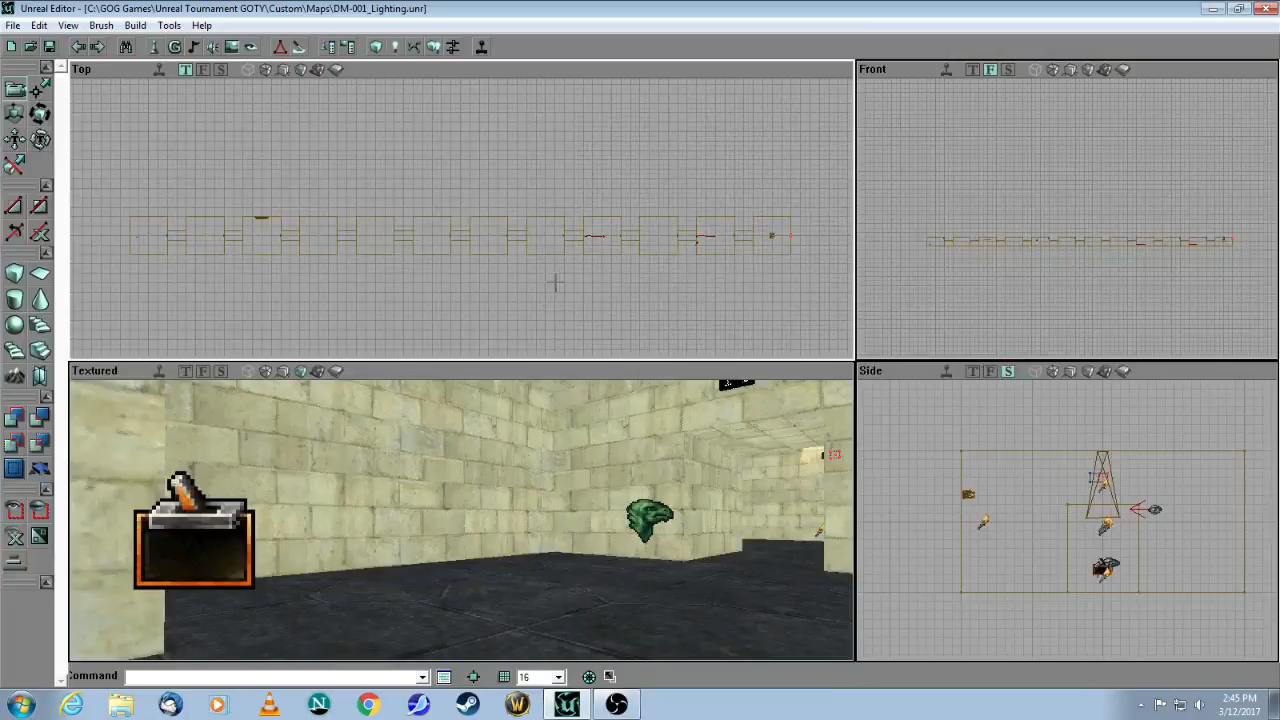 Unreal Editor - [C:\GOG Games\Unreal Tournament GOTY\Custom\Maps\DM-001_Lighting.unr]
File Edit View Brush Build Tools Help
Top T F S
Front T F S
Textured T F S
Side T F S
Command 16
2:45 PM
3/12/2017